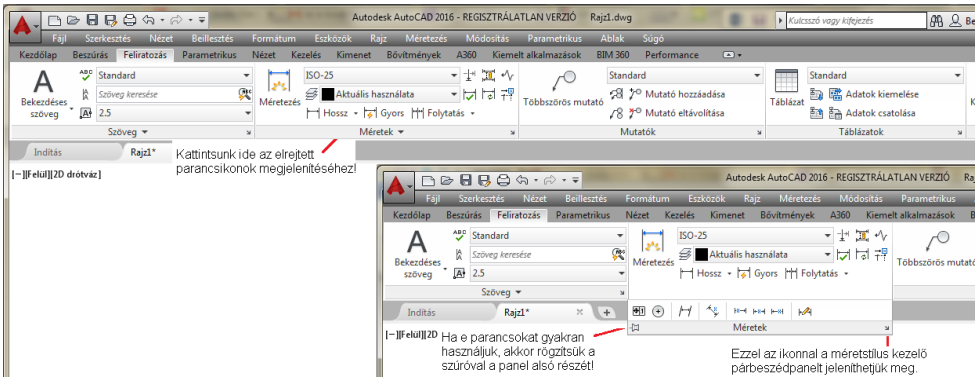 Autodesk AutoCAD 2016 - REGISZTRÁLATLAN VERZIÓ Rajz1.dwg
Kulcsszó vagy kifejezés
Fájl Szerkesztés Nézet Beillesztés Formátum Eszközök Rajz Méretezés Módosítás Parametrikus Ablak Súgó
Kezdőlap Beszúrás Feliratozás Parametrikus Nézet Kezelés Kimenet Bővítmények A360 Kiemelt alkalmazások BIM 360 Performance
A ABC Standard
Szöveg keresése
Bekezdéses szöveg
2.5
Szöveg
Méretezés
ISO-25
Aktuális használata
Hossz Gyors Folytatás
Méretek
Többszörös mutató
Standard
Mutató hozzáadása
Mutató eltávolítása
Mutatók
Táblázat
Standard
Adatok kiemelése
Adatok csatolása
Táblázatok
Indítás Rajz1*
Kattintsunk ide az elrejtett
parancsikonok megjelenítéséhez!
[−][Felül][2D drótváz]
Autodesk AutoCAD 2016 - REGISZTRÁLATLAN VERZIÓ
Fájl Szerkesztés Nézet Beillesztés Formátum Eszközök Rajz Méretezés Módosítás Parametrikus
Kezdőlap Beszúrás Feliratozás Parametrikus Nézet Kezelés Kimenet Bővítmények A360 Kiemelt alkalmazások
A ABC Standard
Szöveg keresése
Bekezdéses szöveg
2.5
Szöveg
Méretezés
ISO-25
Aktuális használata
Hossz Gyors Folytatás
Többszörös mutató
Indítás Rajz1*
Méretek
[−][Felül][2D
Ha e parancsokat gyakran
használjuk, akkor rögzítsük a
szúróval a panel alsó részét!
Ezzel az ikonnal a méretstílus kezelő
párbeszédpanelt jeleníthetjük meg.